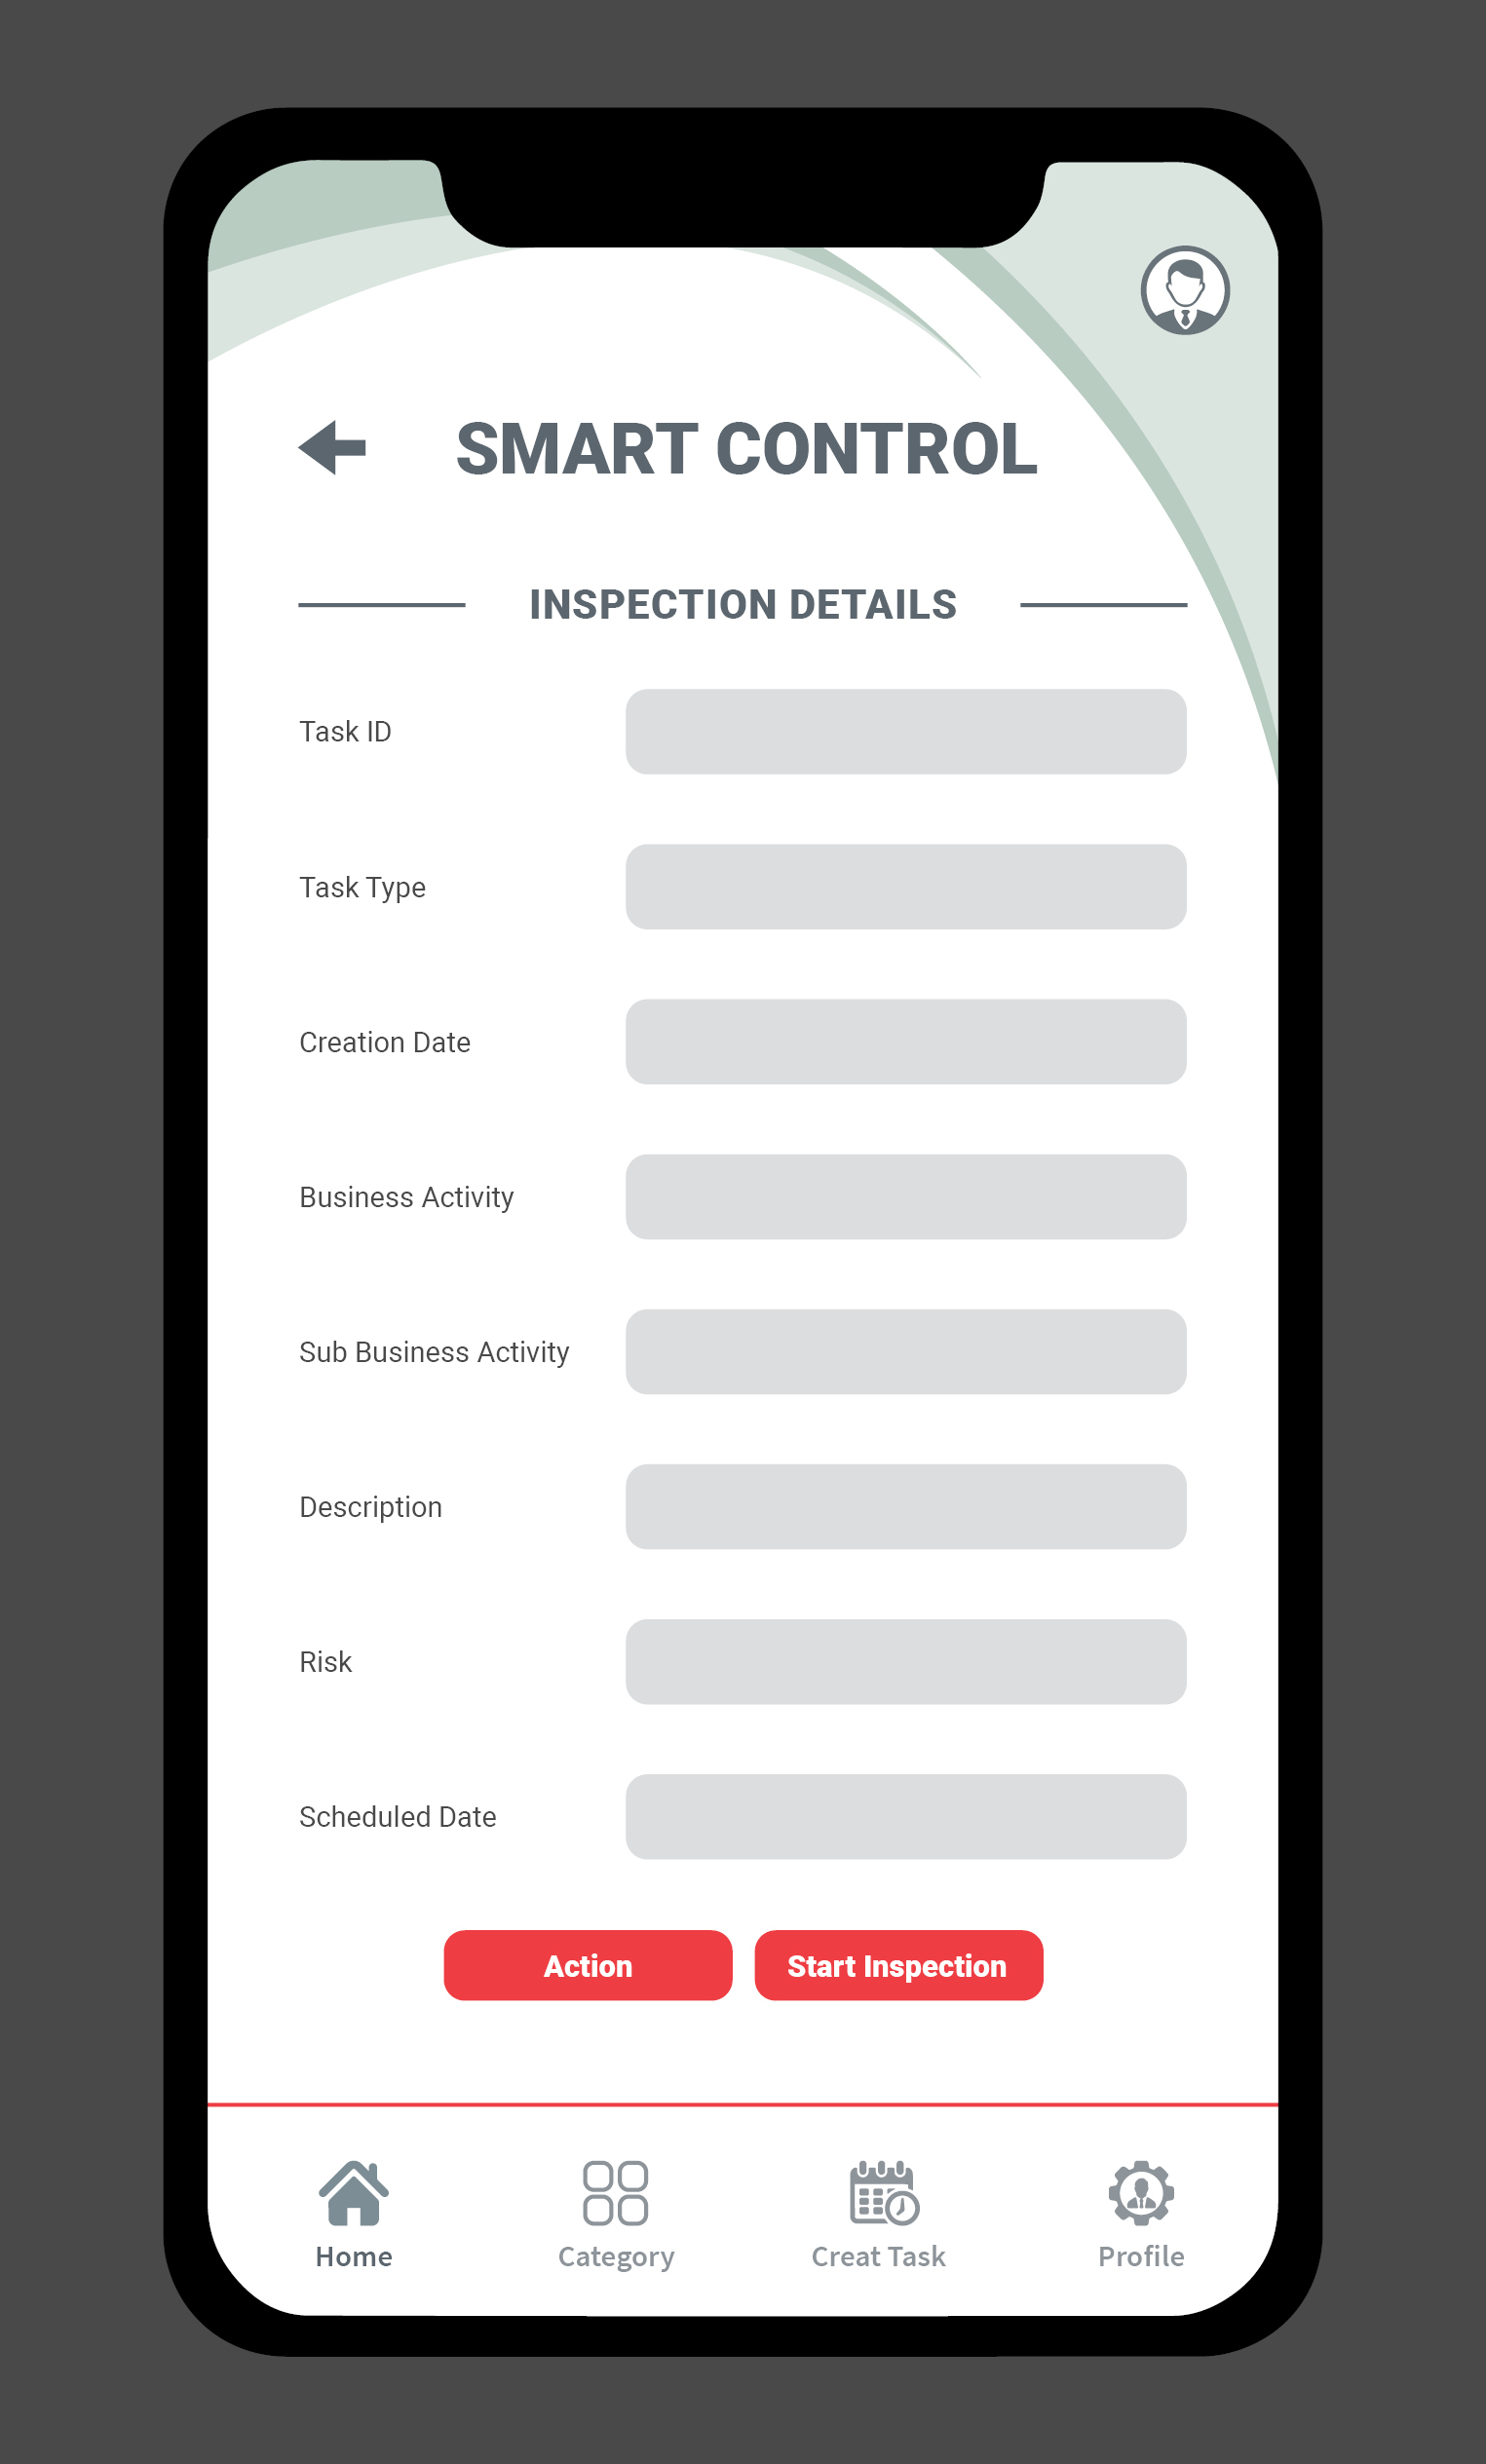 SMART CONTROL
INSPECTION DETAILS
Task ID
Task Type
Creation Date
Business Activity
Sub Business Activity
Description
Risk
Scheduled Date
Action
Start Inspection
Home
Category
Creat Task
Profile